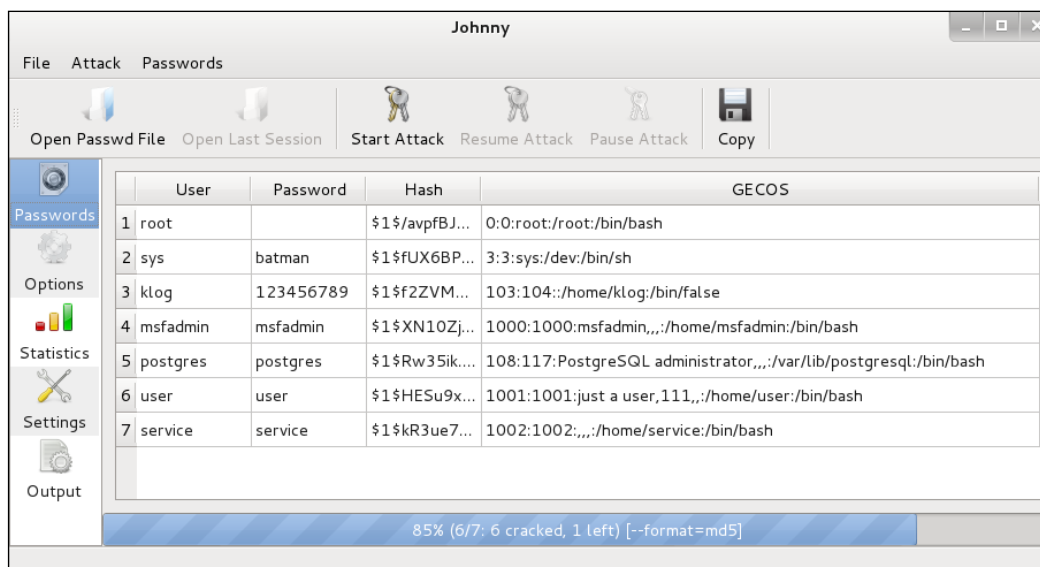 Johnny
File Attack Passwords
Open Passwd File Open Last Session Start Attack Resume Attack Pause Attack Copy
Passwords
Options
Statistics
Settings
Output
User Password Hash GECOS
1 root $1$/avpfBJ... 0:0:root:/root:/bin/bash
2 sys batman $1$fUX6BP... 3:3:sys:/dev:/bin/sh
3 klog 123456789 $1$f2ZVM... 103:104::/home/klog:/bin/false
4 msfadmin msfadmin $1$XN10Zj... 1000:1000:msfadmin,,,:/home/msfadmin:/bin/bash
5 postgres postgres $1$Rw35ik.... 108:117:PostgreSQL administrator,,,:/var/lib/postgresql:/bin/bash
6 user user $1$HESu9x... 1001:1001:just a user,111,,:/home/user:/bin/bash
7 service service $1$kR3ue7... 1002:1002:,,,:/home/service:/bin/bash
85% (6/7: 6 cracked, 1 left) [--format=md5]